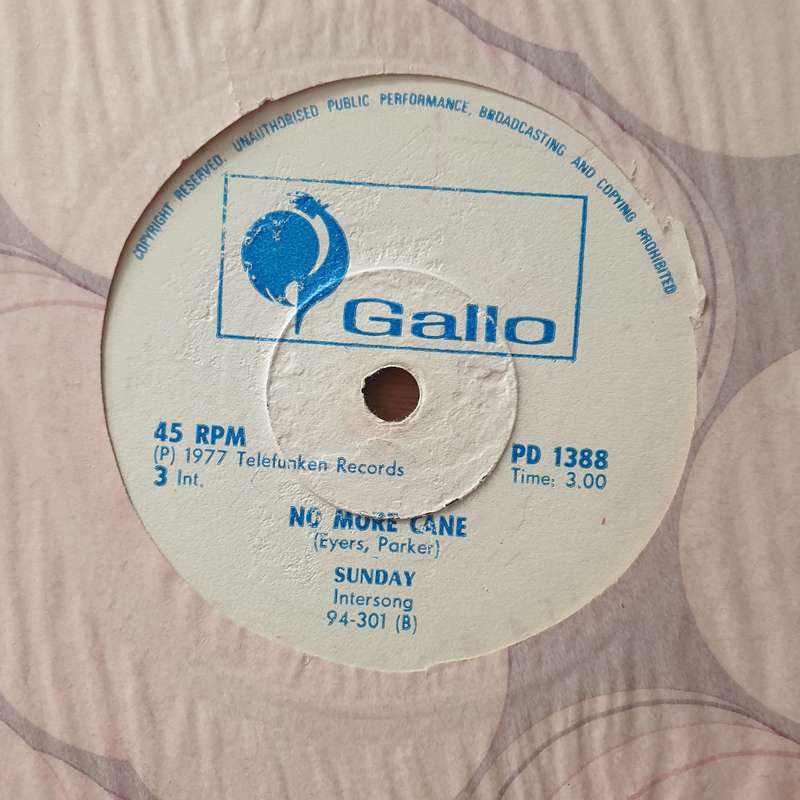 COPYRIGHT RESERVED. UNAUTHORISED PUBLIC PERFORMANCE, BROADCASTING AND COPYING PROHIBITED
Gallo
45 RPM
(P) 1977 Telefunken Records
3 Int.
PD 1388
Time: 3.00
NO MORE CANE
(Eyers, Parker)
SUNDAY
Intersong
94-301 (B)